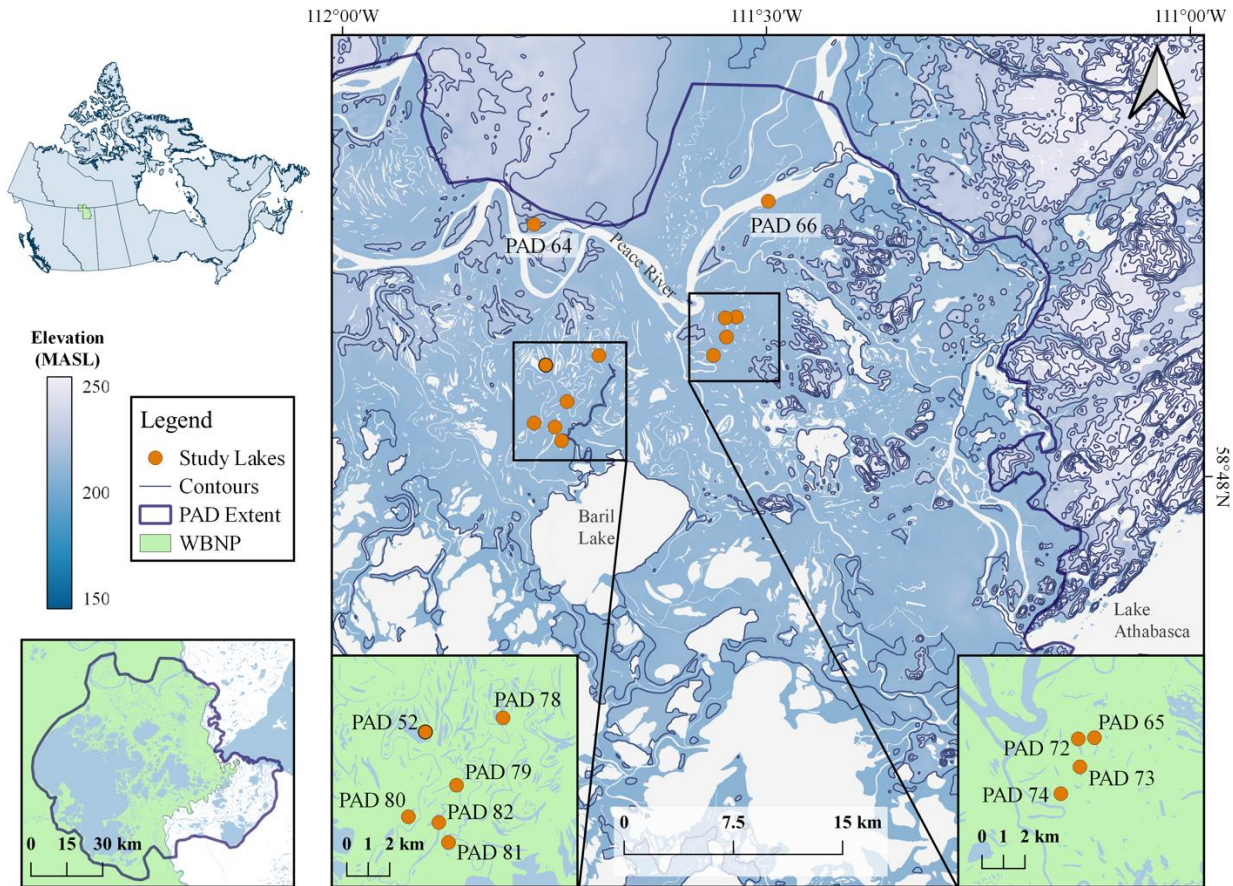 112°00'W
111°30'W
111°00'W
PAD 64
PAD 66
Peace River
58°48'N
Baril
Lake
Lake
Athabasca
Elevation
(MASL)
250
200
150
Legend
Study Lakes
Contours
PAD Extent
WBNP
0 15 30 km
PAD 78
PAD 52
PAD 79
PAD 80
PAD 82
PAD 81
0 1 2 km
0 7.5 15 km
PAD 65
PAD 72
PAD 73
PAD 74
0 1 2 km